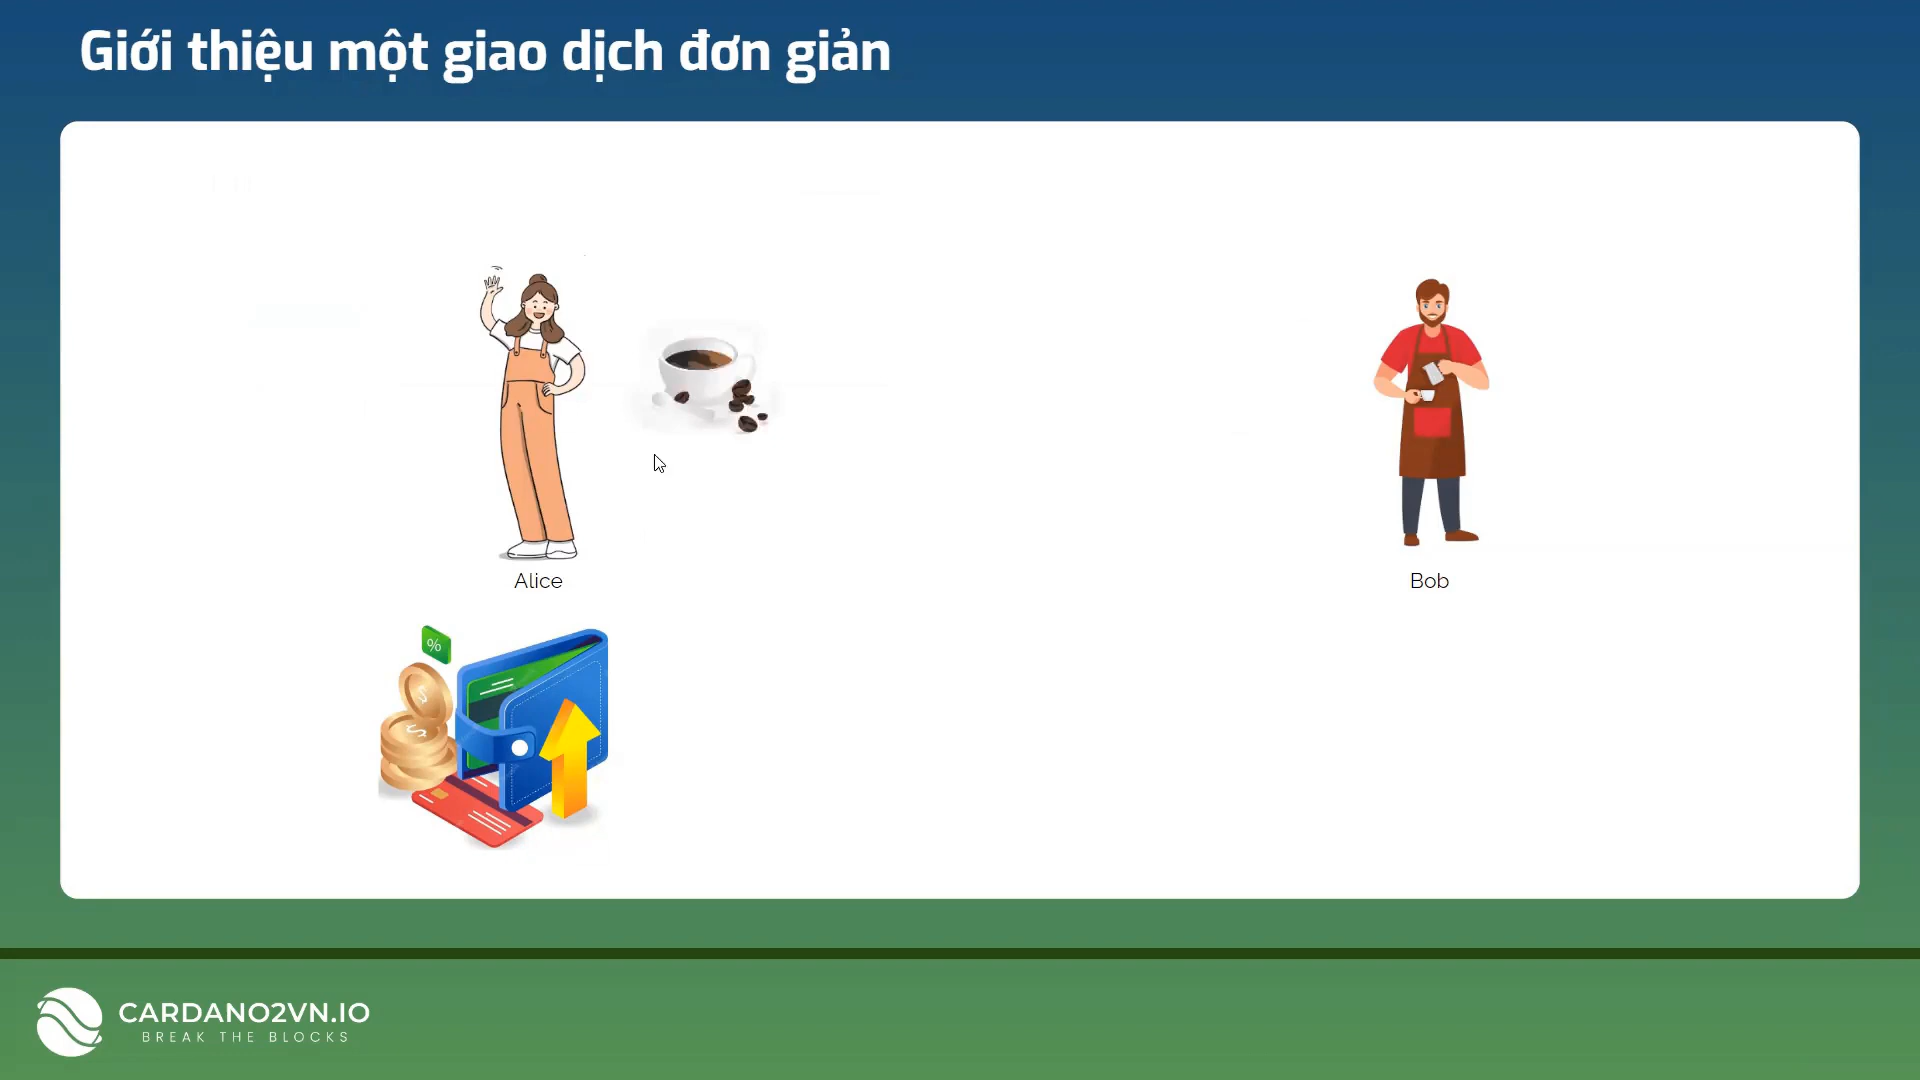 Giới thiệu một giao dịch đơn giản
Alice
Bob
%
$
$
CARDANO2VN.IO
BREAK THE BLOCKS